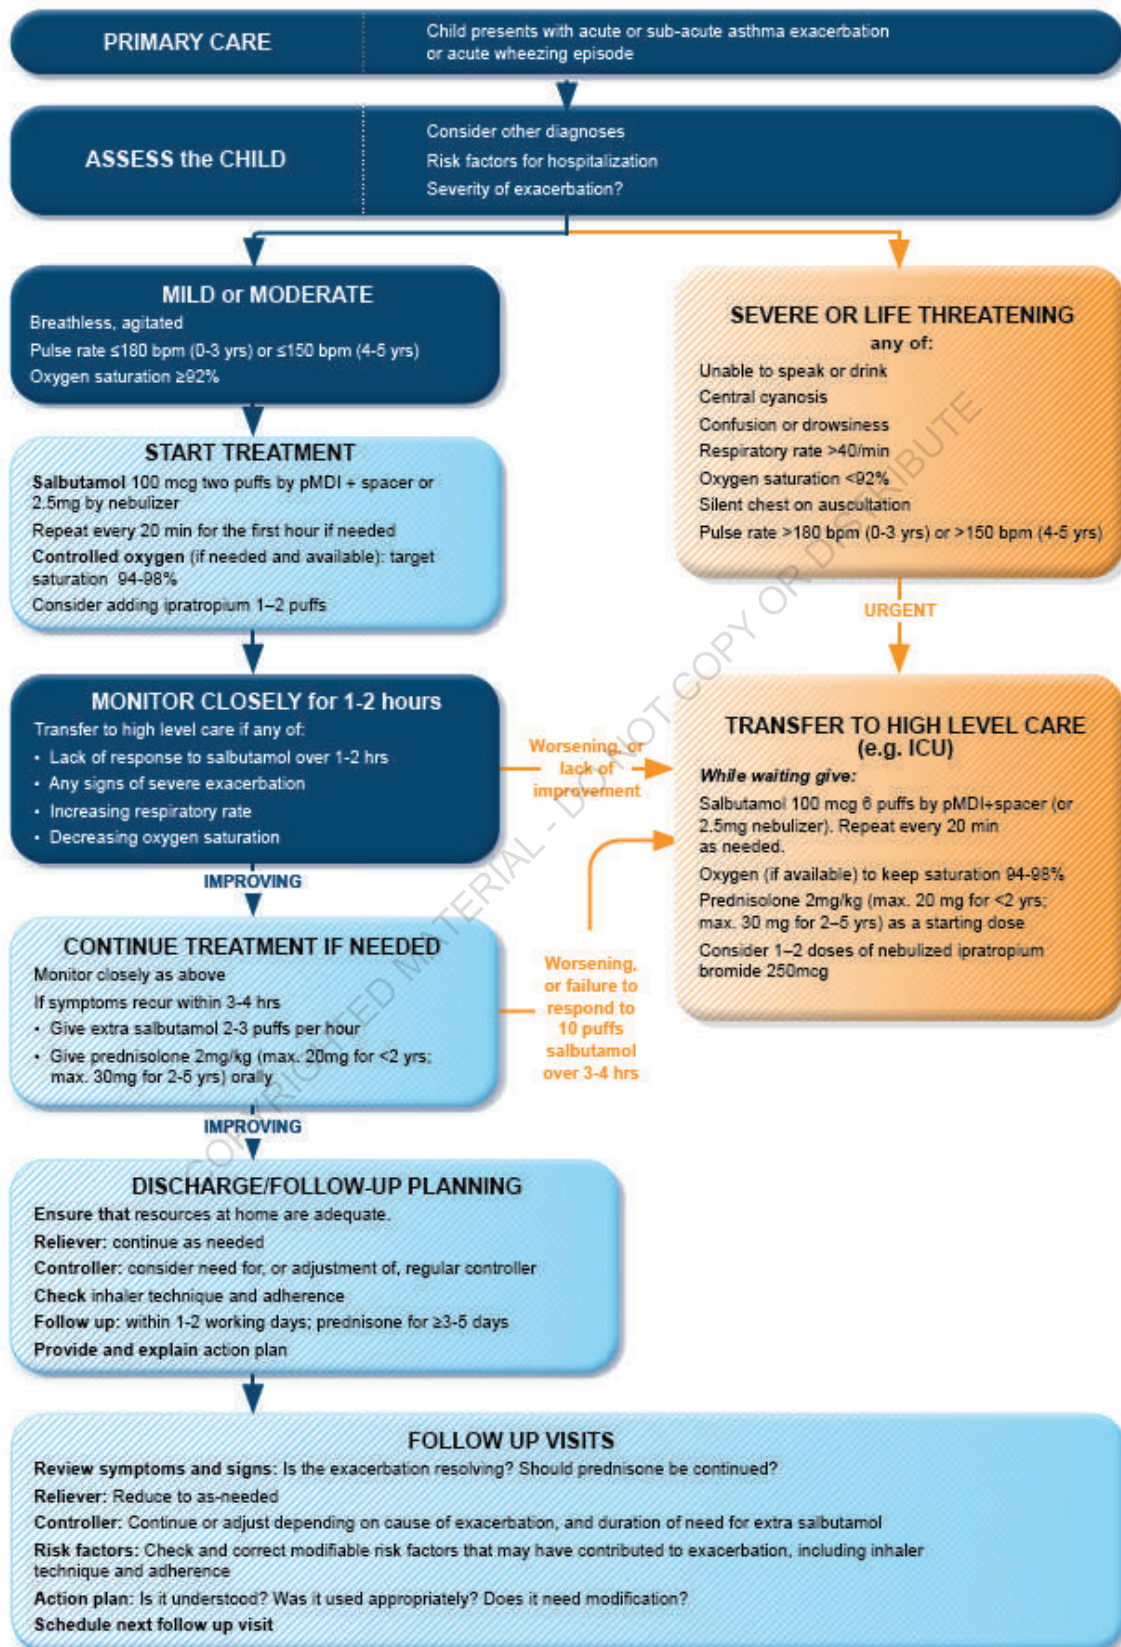 PRIMARY CARE
Child presents with acute or sub-acute asthma exacerbation
or acute wheezing episode
ASSESS the CHILD
Consider other diagnoses
Risk factors for hospitalization
Severity of exacerbation?
MILD or MODERATE
Breathless, agitated
Pulse rate ≤180 bpm (0-3 yrs) or ≤150 bpm (4-5 yrs)
Oxygen saturation ≥92%
SEVERE OR LIFE THREATENING
any of:
Unable to speak or drink
Central cyanosis
Confusion or drowsiness
Respiratory rate >40/min
Oxygen saturation <92%
Silent chest on auscultation
Pulse rate >180 bpm (0-3 yrs) or >150 bpm (4-5 yrs)
START TREATMENT
Salbutamol 100 mcg two puffs by pMDI + spacer or
2.5mg by nebulizer
Repeat every 20 min for the first hour if needed
Controlled oxygen (if needed and available): target
saturation 94-98%
Consider adding ipratropium 1–2 puffs
URGENT
MONITOR CLOSELY for 1-2 hours
Transfer to high level care if any of:
• Lack of response to salbutamol over 1-2 hrs
• Any signs of severe exacerbation
• Increasing respiratory rate
• Decreasing oxygen saturation
Worsening, or
lack of
improvement
TRANSFER TO HIGH LEVEL CARE
(e.g. ICU)
While waiting give:
Salbutamol 100 mcg 6 puffs by pMDI+spacer (or
2.5mg nebulizer). Repeat every 20 min
as needed.
Oxygen (if available) to keep saturation 94-98%
Prednisolone 2mg/kg (max. 20 mg for <2 yrs;
max. 30 mg for 2–5 yrs) as a starting dose
Consider 1–2 doses of nebulized ipratropium
bromide 250mcg
IMPROVING
CONTINUE TREATMENT IF NEEDED
Monitor closely as above
If symptoms recur within 3-4 hrs
• Give extra salbutamol 2-3 puffs per hour
• Give prednisolone 2mg/kg (max. 20mg for <2 yrs;
max. 30mg for 2-5 yrs) orally
Worsening,
or failure to
respond to
10 puffs
salbutamol
over 3-4 hrs
IMPROVING
DISCHARGE/FOLLOW-UP PLANNING
Ensure that resources at home are adequate.
Reliever: continue as needed
Controller: consider need for, or adjustment of, regular controller
Check inhaler technique and adherence
Follow up: within 1-2 working days; prednisone for ≥3-5 days
Provide and explain action plan
FOLLOW UP VISITS
Review symptoms and signs: Is the exacerbation resolving? Should prednisone be continued?
Reliever: Reduce to as-needed
Controller: Continue or adjust depending on cause of exacerbation, and duration of need for extra salbutamol
Risk factors: Check and correct modifiable risk factors that may have contributed to exacerbation, including inhaler
technique and adherence
Action plan: Is it understood? Was it used appropriately? Does it need modification?
Schedule next follow up visit
COPYRIGHTED MATERIAL - DO NOT COPY OR DISTRIBUTE